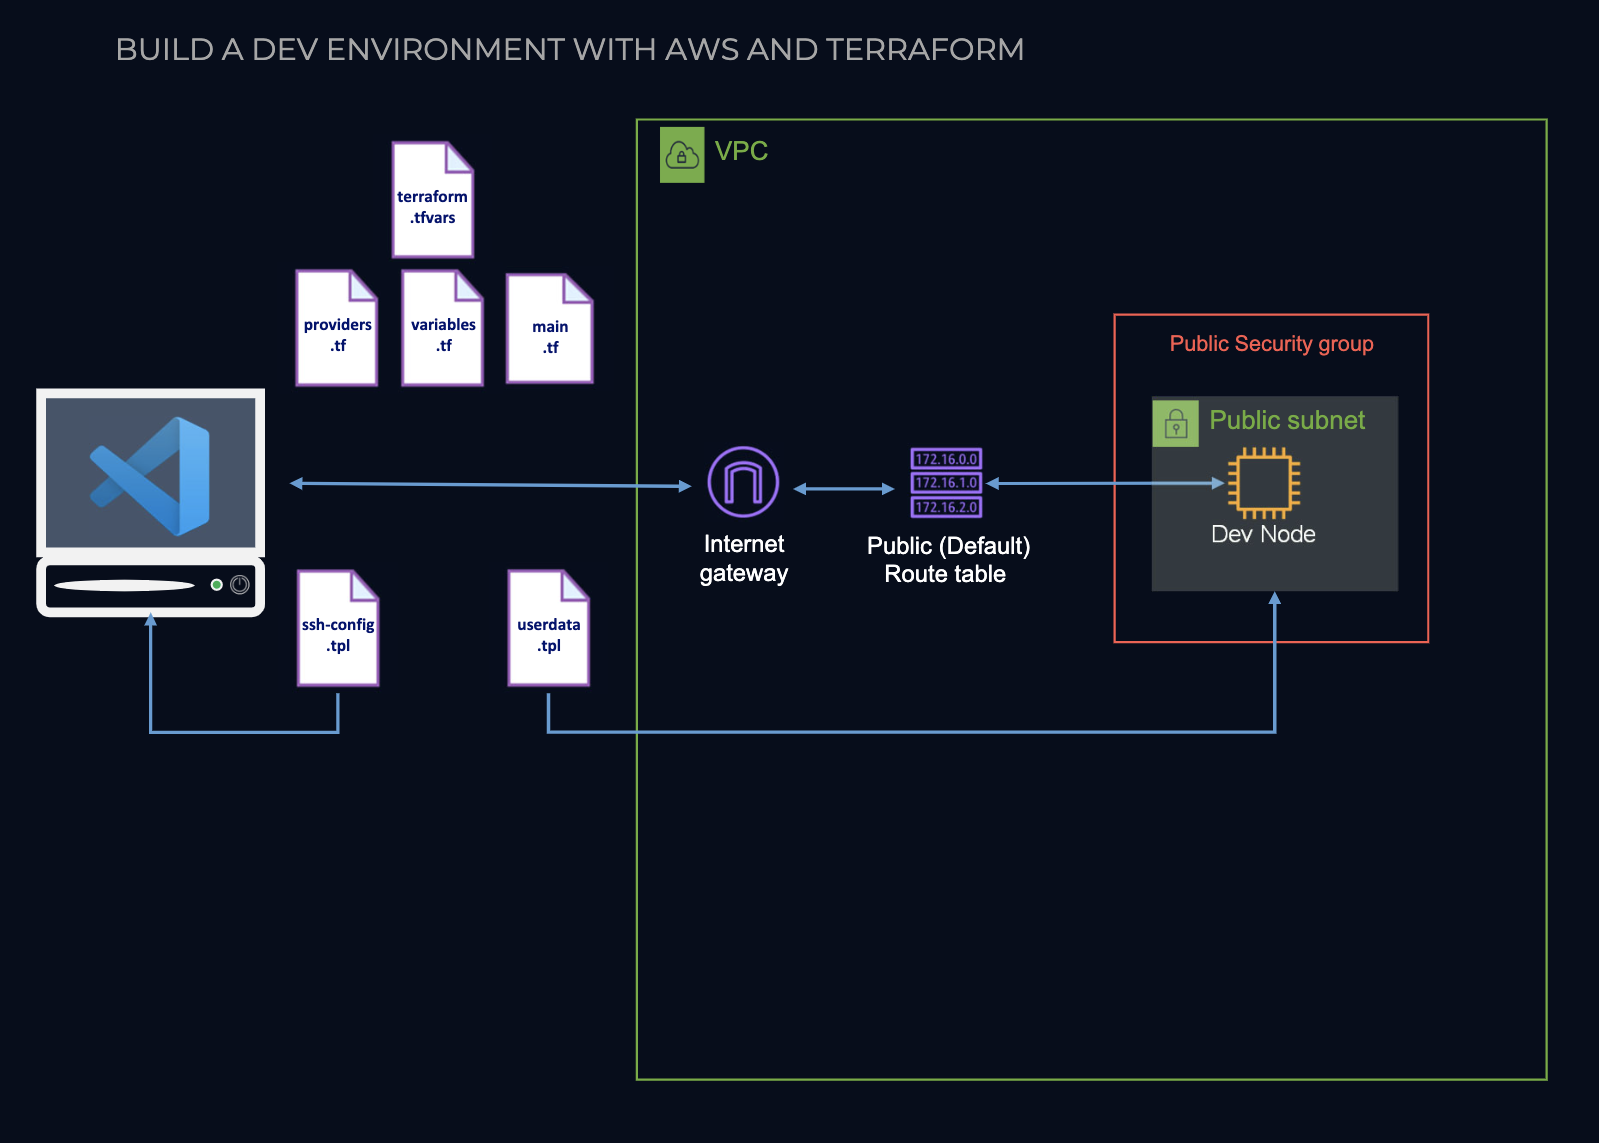 BUILD A DEV ENVIRONMENT WITH AWS AND TERRAFORM
VPC
terraform
.tfvars
providers
.tf
variables
.tf
main
.tf
Public Security group
Public subnet
172.16.0.0
172.16.1.0
172.16.2.0
Dev Node
Internet
gateway
Public (Default)
Route table
ssh-config
.tpl
userdata
.tpl